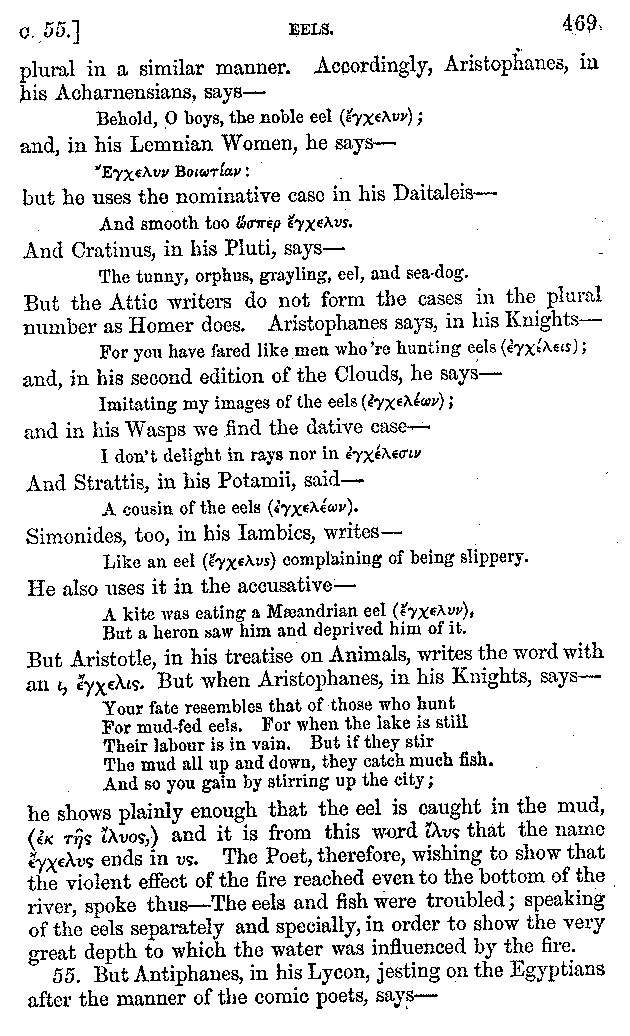 c. 55.] EELS. 469
plural in a similar manner. Accordingly, Aristophanes, in
his Acharnensians, says—
Behold, O boys, the noble eel (ἔγχελυν);
and, in his Lemnian Women, he says—
Ἔγχελυν Βοιωτίαν:
but he uses the nominative case in his Daitaleis—
And smooth too ὥσπερ ἔγχελυς.
And Cratinus, in his Pluti, says—
The tunny, orphus, grayling, eel, and sea-dog.
But the Attic writers do not form the cases in the plural
number as Homer does. Aristophanes says, in his Knights—
For you have fared like men who're hunting eels (ἐγχέλεις);
and, in his second edition of the Clouds, he says—
Imitating my images of the eels (ἐγχελέων);
and in his Wasps we find the dative case—
I don't delight in rays nor in ἐγχέλεσιν
And Strattis, in his Potamii, said—
A cousin of the eels (ἐγχελέων).
Simonides, too, in his Iambics, writes—
Like an eel (ἔγχελυς) complaining of being slippery.
He also uses it in the accusative—
A kite was eating a Mæandrian eel (ἔγχελυν),
But a heron saw him and deprived him of it.
But Aristotle, in his treatise on Animals, writes the word with
an ι, ἔγχελις. But when Aristophanes, in his Knights, says—
Your fate resembles that of those who hunt
For mud-fed eels. For when the lake is still
Their labour is in vain. But if they stir
The mud all up and down, they catch much fish.
And so you gain by stirring up the city;
he shows plainly enough that the eel is caught in the mud,
(ἐκ τῆς ἴλυος,) and it is from this word ἴλυς that the name
ἔγχελυς ends in υς. The Poet, therefore, wishing to show that
the violent effect of the fire reached even to the bottom of the
river, spoke thus—The eels and fish were troubled; speaking
of the eels separately and specially, in order to show the very
great depth to which the water was influenced by the fire.
55. But Antiphanes, in his Lycon, jesting on the Egyptians
after the manner of the comic poets, says—